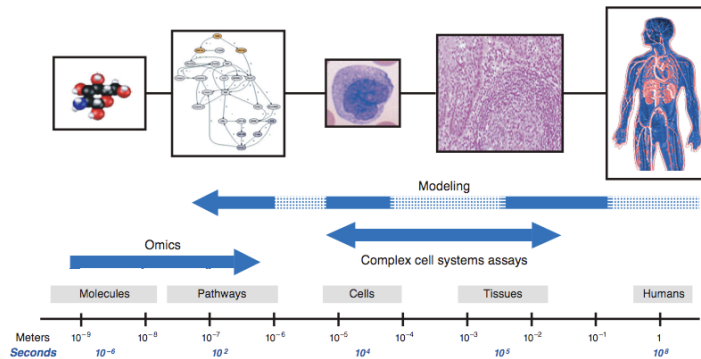 Modeling
Omics
Complex cell systems assays
Molecules Pathways Cells Tissues Humans
Meters 10⁻⁹ 10⁻⁸ 10⁻⁷ 10⁻⁶ 10⁻⁵ 10⁻⁴ 10⁻³ 10⁻² 10⁻¹ 1
Seconds 10⁻⁶ 10² 10⁴ 10⁵ 10⁸